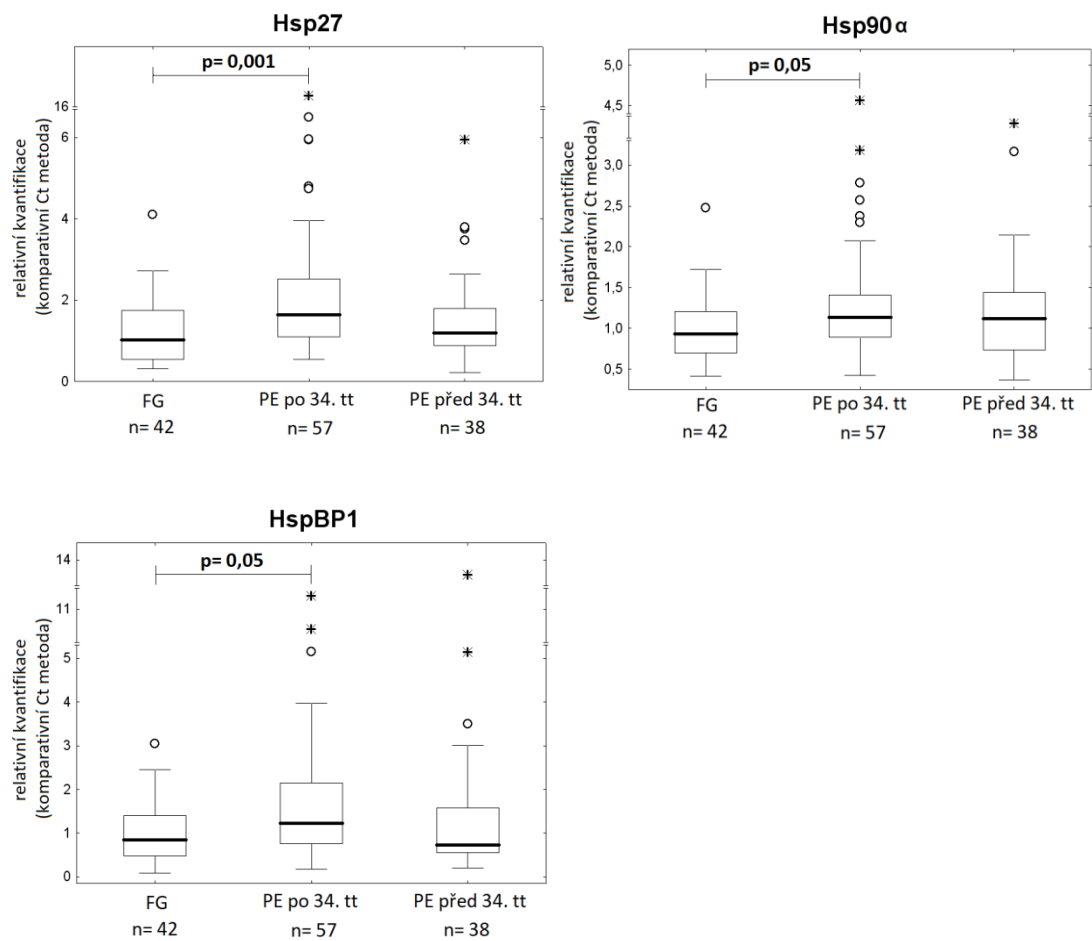 Hsp27
p= 0,001
relativní kvantifikace
(komparativní Ct metoda)
16
6
4
2
0
FG
PE po 34. tt
PE před 34. tt
n= 42
n= 57
n= 38
Hsp90α
p= 0,05
relativní kvantifikace
(komparativní Ct metoda)
5,0
4,5
3,0
2,5
2,0
1,5
1,0
0,5
FG
PE po 34. tt
PE před 34. tt
n= 42
n= 57
n= 38
HspBP1
p= 0,05
relativní kvantifikace
(komparativní Ct metoda)
14
11
5
4
3
2
1
0
FG
PE po 34. tt
PE před 34. tt
n= 42
n= 57
n= 38